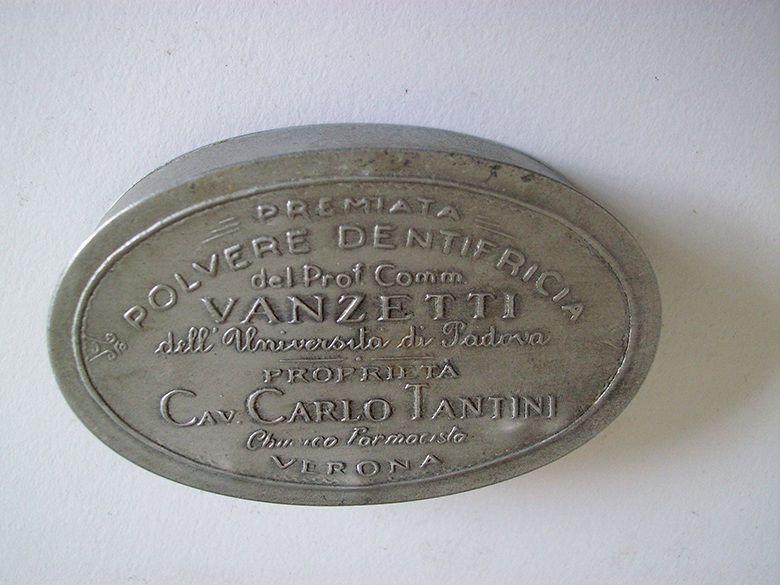 PREMIATA
POLVERE DENTIFRICIA
del Prof. Comm.
VANZETTI
dell' Università di Padova
PROPRIETÀ
CAV. CARLO TANTINI
Chimico Farmacista
VERONA